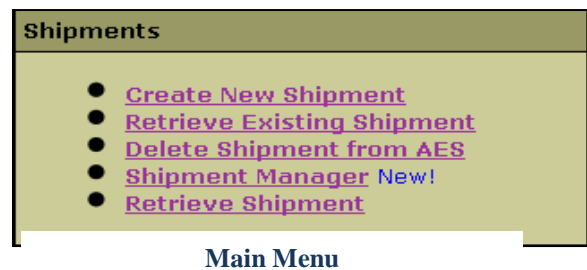 Shipments
Create New Shipment
Retrieve Existing Shipment
Delete Shipment from AES
Shipment Manager New!
Retrieve Shipment
Main Menu